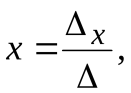 x = Δₓ / Δ,